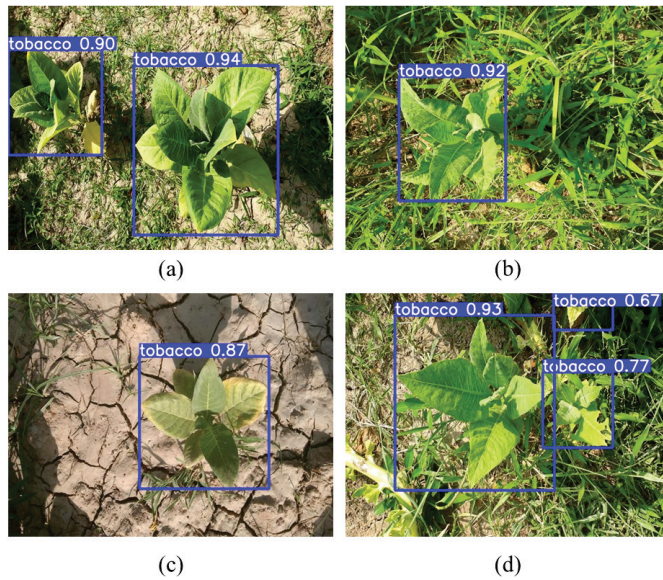 tobacco 0.90
tobacco 0.94
tobacco 0.92
(a)
(b)
tobacco 0.87
tobacco 0.93
tobacco 0.67
tobacco 0.77
(c)
(d)